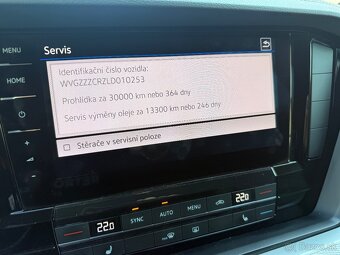 MENU
Servis
Identifikační číslo vozidla:
WVGZZZCRZLD010253
HOME
Prohlídka za 30000 km nebo 364 dny
Servis výměny oleje za 13300 km nebo 246 dny
Stěrače v servisní poloze
22.0
SYNC
AUTO
MENU
22.0